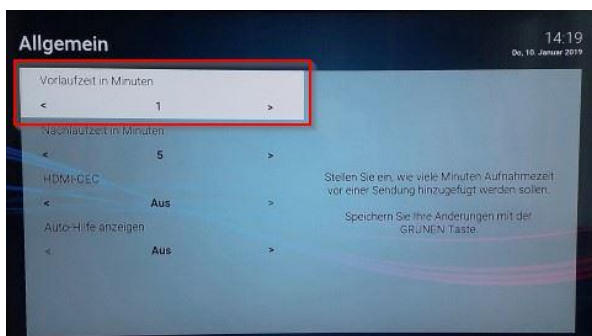 Allgemein
14:19
Do, 10. Januar 2019
Vorlaufzeit in Minuten
< 1 >
Nachlaufzeit in Minuten
< 5 >
HDMI-CEC
< Aus >
Auto-Hilfe anzeigen
< Aus >
Stellen Sie ein, wie viele Minuten Aufnahmezeit
vor einer Sendung hinzugefügt werden sollen.
Speichern Sie Ihre Änderungen mit der
GRÜNEN Taste.